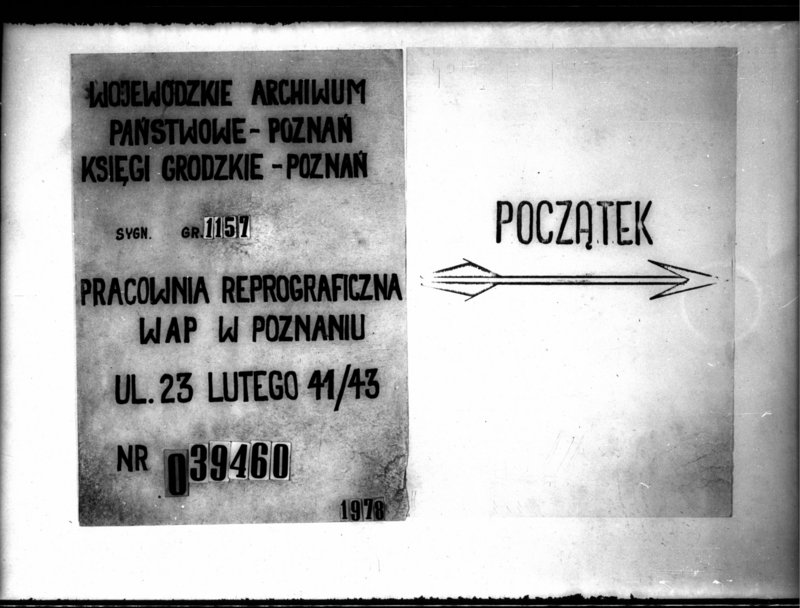 WOJEWÓDZKIE ARCHIWUM
PAŃSTWOWE - POZNAŃ
KSIĘGI GRODZKIE - POZNAŃ
SYGN. GR. 1157
PRACOWNIA REPROGRAFICZNA
WAP W POZNANIU
UL. 23 LUTEGO 41/43
NR 039460
1978
POCZĄTEK